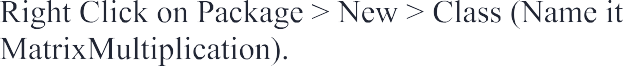 Right Click on Package > New > Class (Name it
MatrixMultiplication).